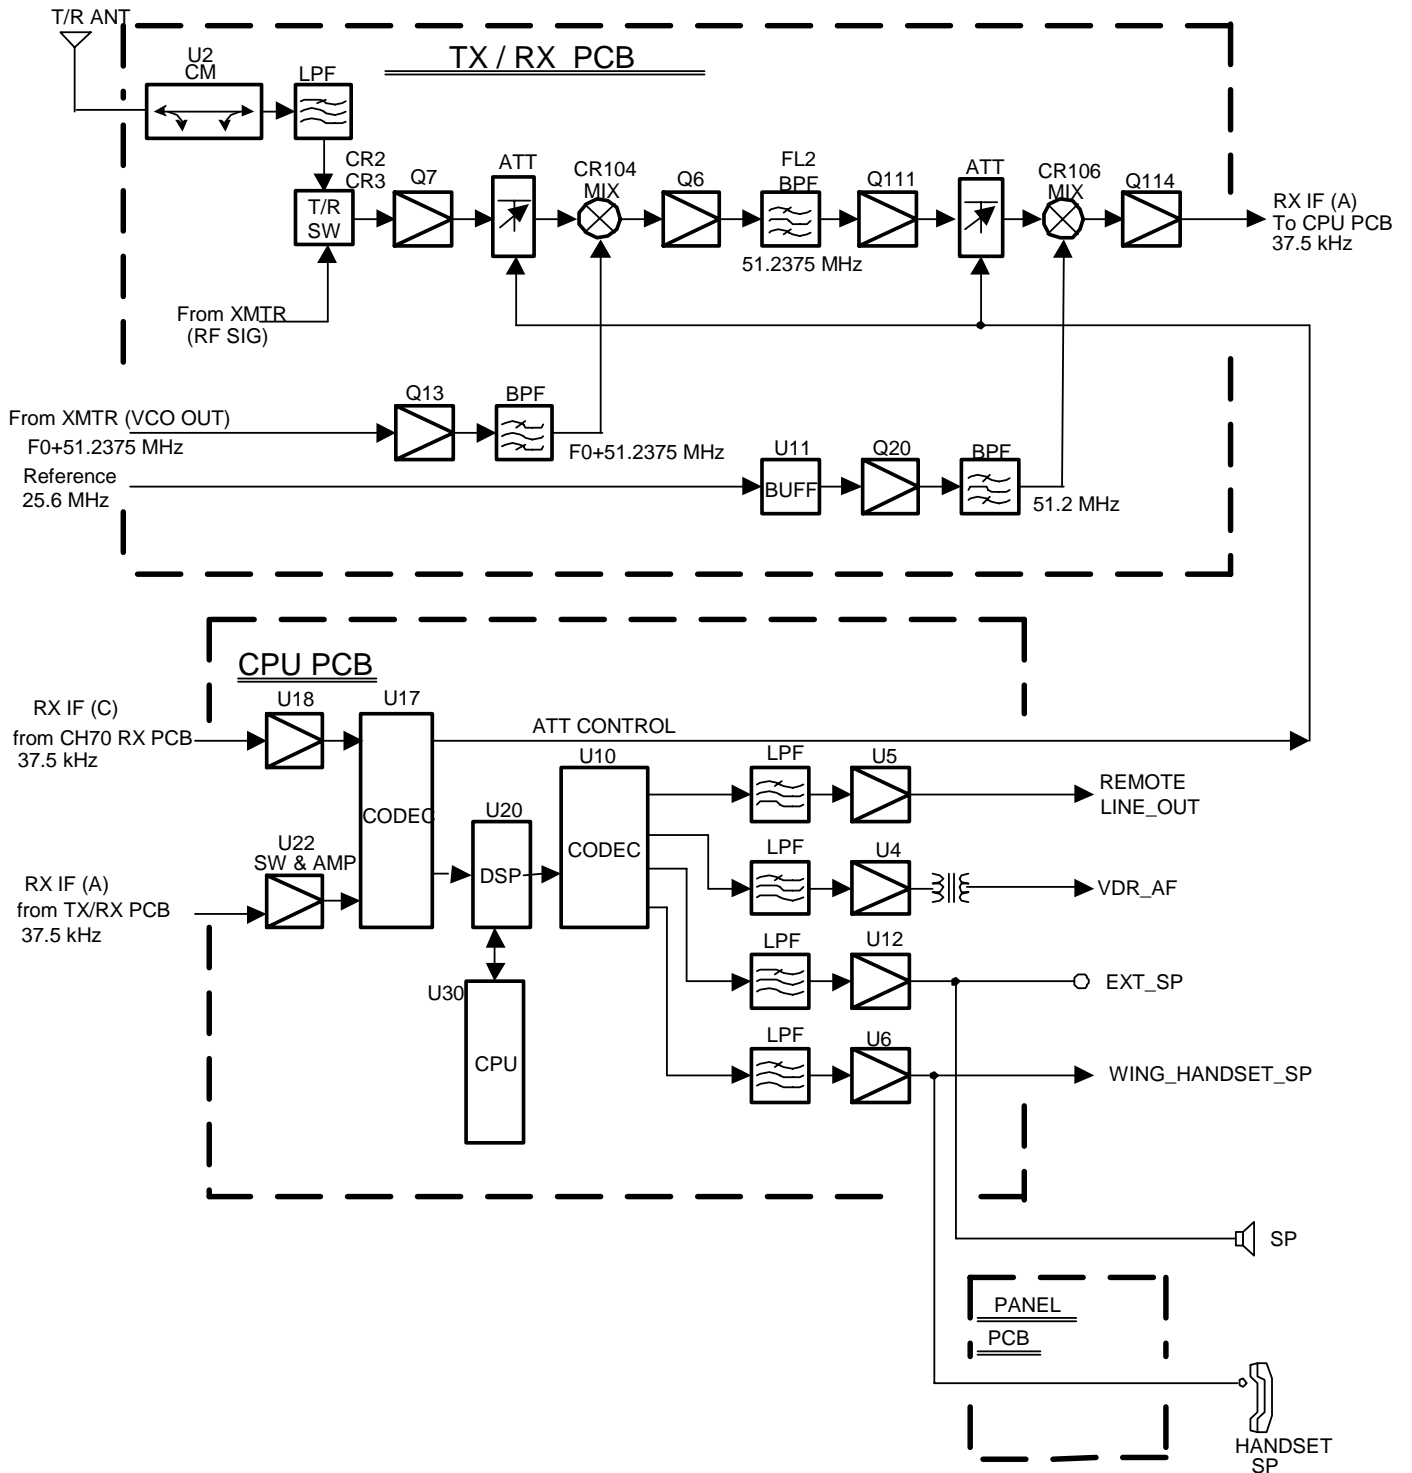 T/R ANT
U2
CM
LPF
TX / RX PCB
CR2
CR3
T/R
SW
Q7
ATT
CR104
MIX
Q6
FL2
BPF
51.2375 MHz
Q111
ATT
CR106
MIX
Q114
RX IF (A)
To CPU PCB
37.5 kHz
From XMTR
(RF SIG)
From XMTR (VCO OUT)
F0+51.2375 MHz
Q13
BPF
F0+51.2375 MHz
Reference
25.6 MHz
U11
BUFF
Q20
BPF
51.2 MHz
CPU PCB
RX IF (C)
from CH70 RX PCB
37.5 kHz
U18
U17
CODEC
ATT CONTROL
U22
SW & AMP
RX IF (A)
from TX/RX PCB
37.5 kHz
U20
DSP
U10
CODEC
U30
CPU
LPF
U5
REMOTE
LINE_OUT
LPF
U4
VDR_AF
LPF
U12
EXT_SP
LPF
U6
WING_HANDSET_SP
SP
PANEL
PCB
HANDSET
SP